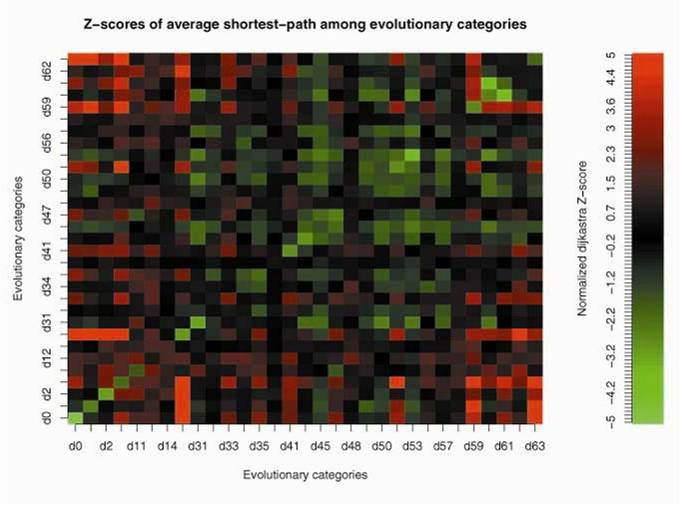 Z-scores of average shortest-path among evolutionary categories
Evolutionary categories
d62
d59
d56
d50
d47
d41
d34
d31
d12
d2
d0
d0 d2 d11 d14 d31 d33 d35 d41 d45 d48 d50 d53 d57 d59 d61 d63
Evolutionary categories
Normalized dijkastra Z-score
5
4.4
3.6
3
2.3
1.5
0.7
-0.2
-1.2
-2.2
-3.2
-4.2
-5